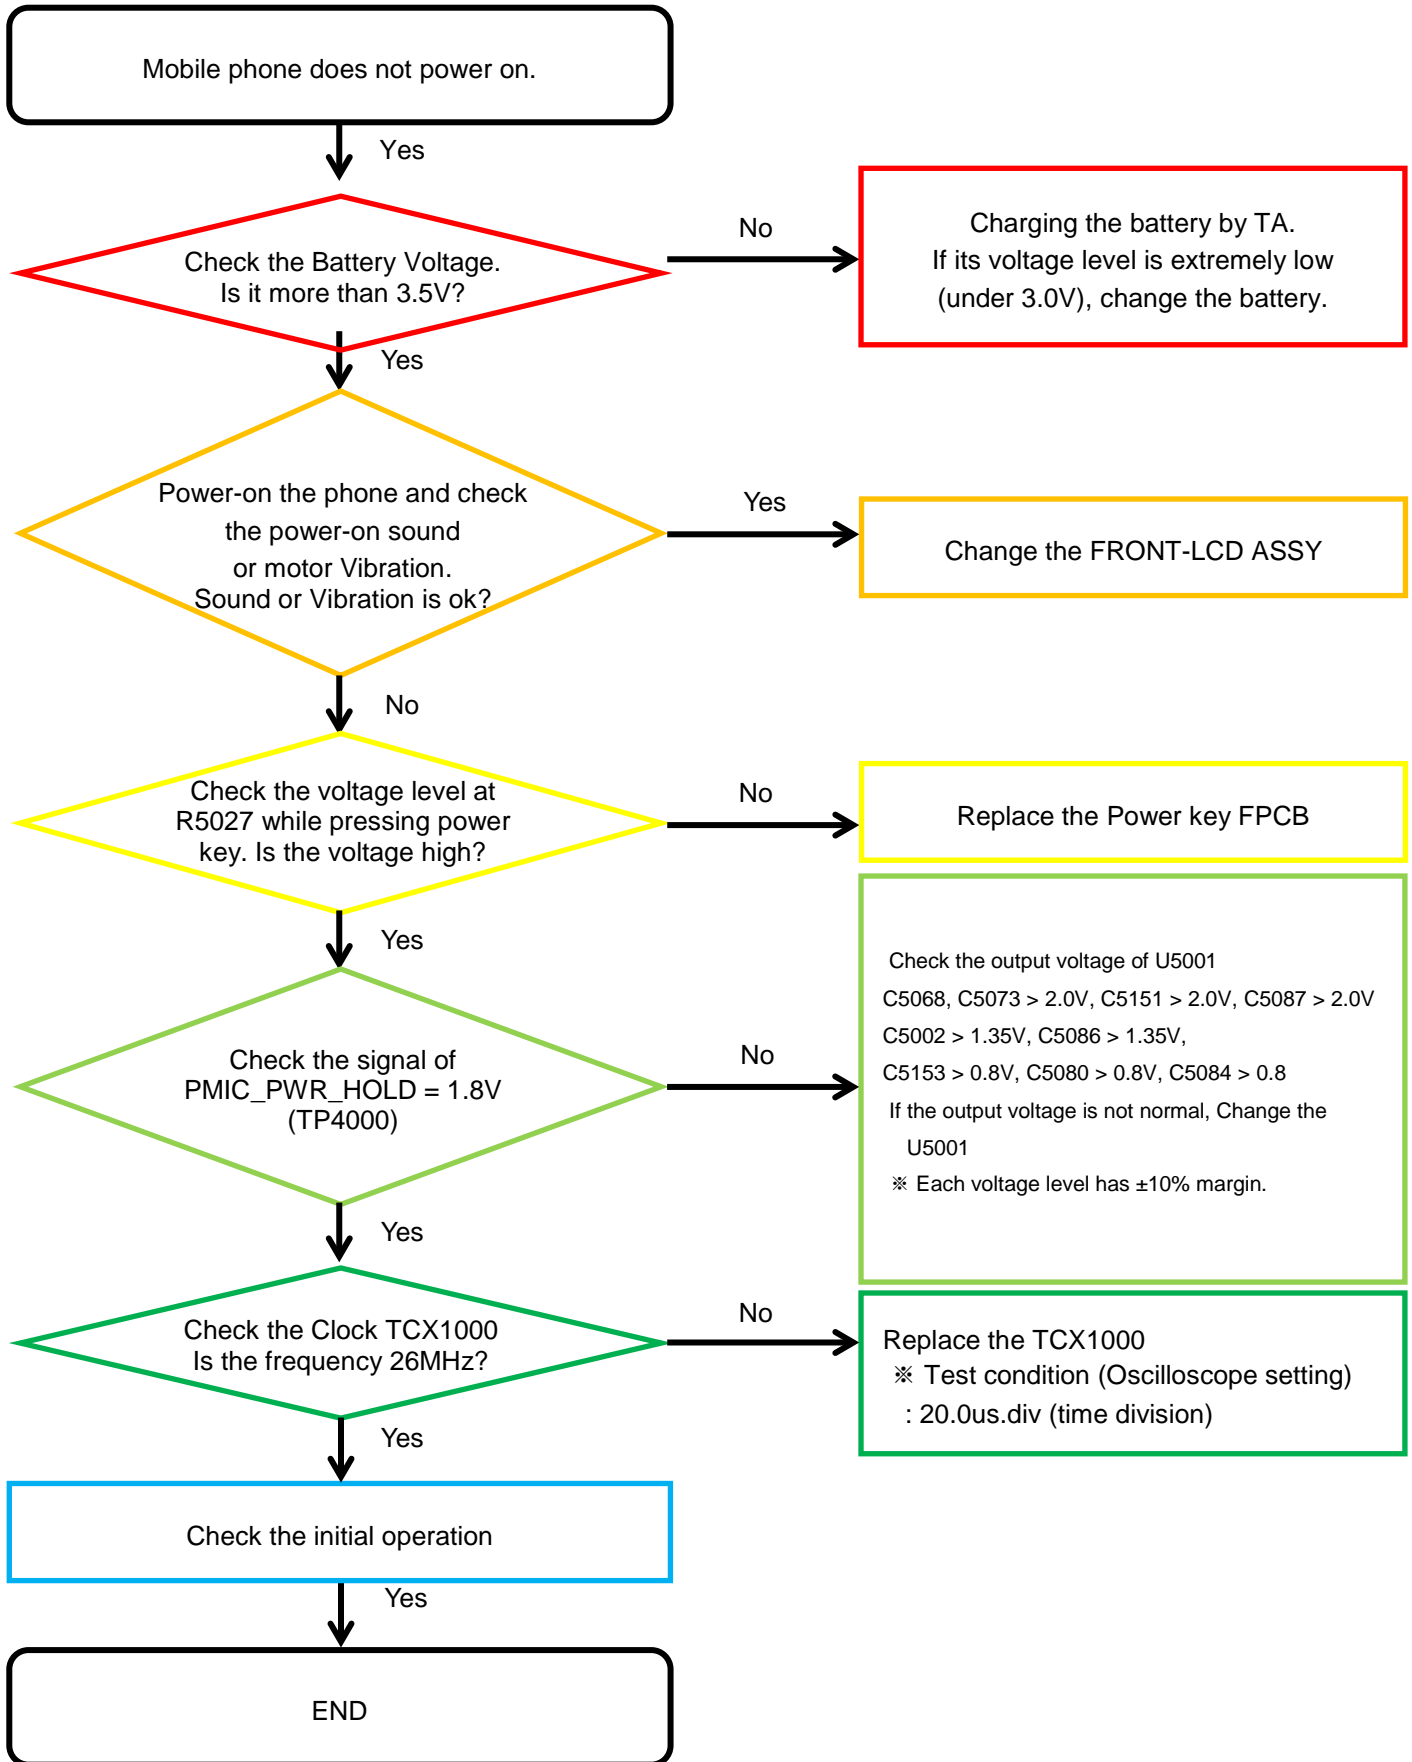 Mobile phone does not power on.
Yes
Check the Battery Voltage.
Is it more than 3.5V?
No
Charging the battery by TA.
If its voltage level is extremely low
(under 3.0V), change the battery.
Yes
Power-on the phone and check
the power-on sound
or motor Vibration.
Sound or Vibration is ok?
Yes
Change the FRONT-LCD ASSY
No
Check the voltage level at
R5027 while pressing power
key. Is the voltage high?
No
Replace the Power key FPCB
Yes
Check the signal of
PMIC_PWR_HOLD = 1.8V
(TP4000)
No
Check the output voltage of U5001
C5068, C5073 > 2.0V, C5151 > 2.0V, C5087 > 2.0V
C5002 > 1.35V, C5086 > 1.35V,
C5153 > 0.8V, C5080 > 0.8V, C5084 > 0.8
If the output voltage is not normal, Change the
U5001
※ Each voltage level has ±10% margin.
Yes
Check the Clock TCX1000
Is the frequency 26MHz?
No
Replace the TCX1000
※ Test condition (Oscilloscope setting)
: 20.0us.div (time division)
Yes
Check the initial operation
Yes
END